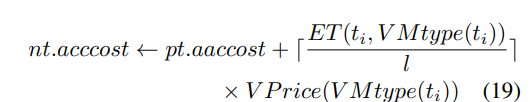 nt.acccost ← pt.aaccost + ⌈ET(t_i, VMtype(t_i)) / l⌉
× VPrice(VMtype(t_i)) (19)